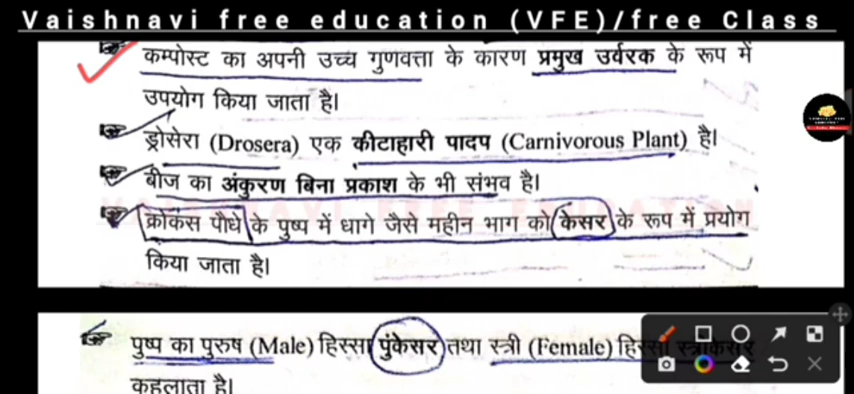 Vaishnavi free education (VFE)/free Class
कम्पोस्ट का अपनी उच्च गुणवत्ता के कारण प्रमुख उर्वरक के रूप में
उपयोग किया जाता है।
ड्रोसेरा (Drosera) एक कीटाहारी पादप (Carnivorous Plant) है।
बीज का अंकुरण बिना प्रकाश के भी संभव है।
क्रोकस पौधे के पुष्प में धागे जैसे महीन भाग को केसर के रूप में प्रयोग
किया जाता है।
पुष्प का पुरुष (Male) हिस्सा पुंकेसर तथा स्त्री (Female) हिस्सा स्त्रीकेसर
कहलाता है।